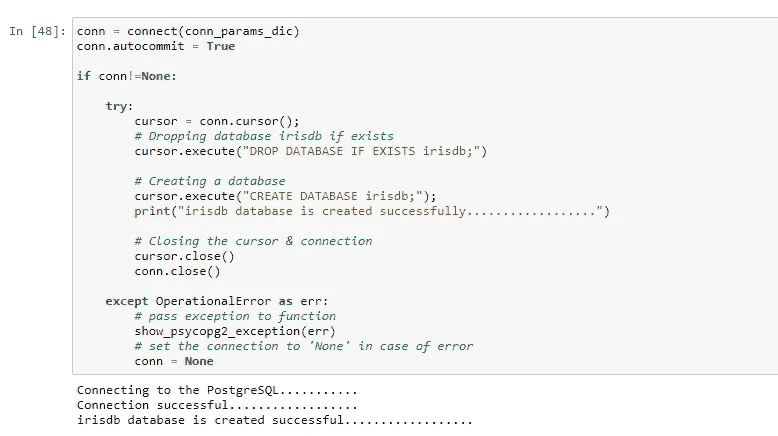 In [48]: conn = connect(conn_params_dic)
conn.autocommit = True
if conn!=None:
try:
cursor = conn.cursor();
# Dropping database irisdb if exists
cursor.execute("DROP DATABASE IF EXISTS irisdb;")
# Creating a database
cursor.execute("CREATE DATABASE irisdb;");
print("irisdb database is created successfully..................")
# Closing the cursor & connection
cursor.close()
conn.close()
except OperationalError as err:
# pass exception to function
show_psycopg2_exception(err)
# set the connection to 'None' in case of error
conn = None
Connecting to the PostgreSQL...........
Connection successful..................
irisdb database is created successful..................